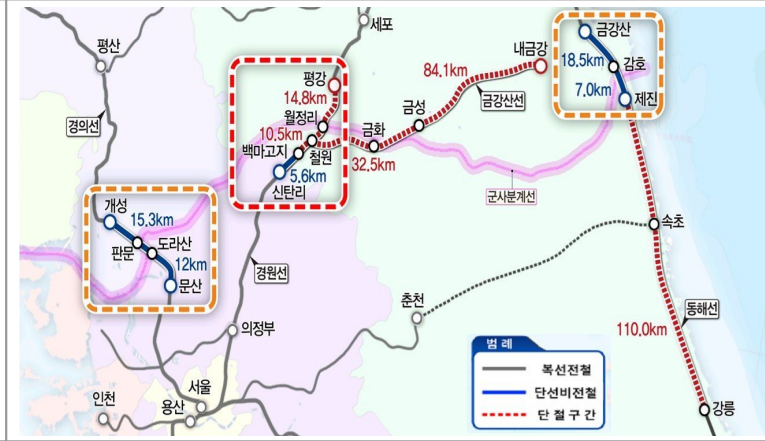 세포
평산
내금강
금강산
18.5km
감호
84.1km
7.0km
제진
평강
14.8km
금강산선
경의선
월정리
금성
10.5km
금화
백마고지
철원
32.5km
5.6km
신탄리
군사분계선
개성
15.3km
속초
판문
도라산
12km
경원선
문산
춘천
동해선
의정부
110.0km
범 례
복선전철
단선비전철
단 절 구 간
서울
인천
용산
강릉